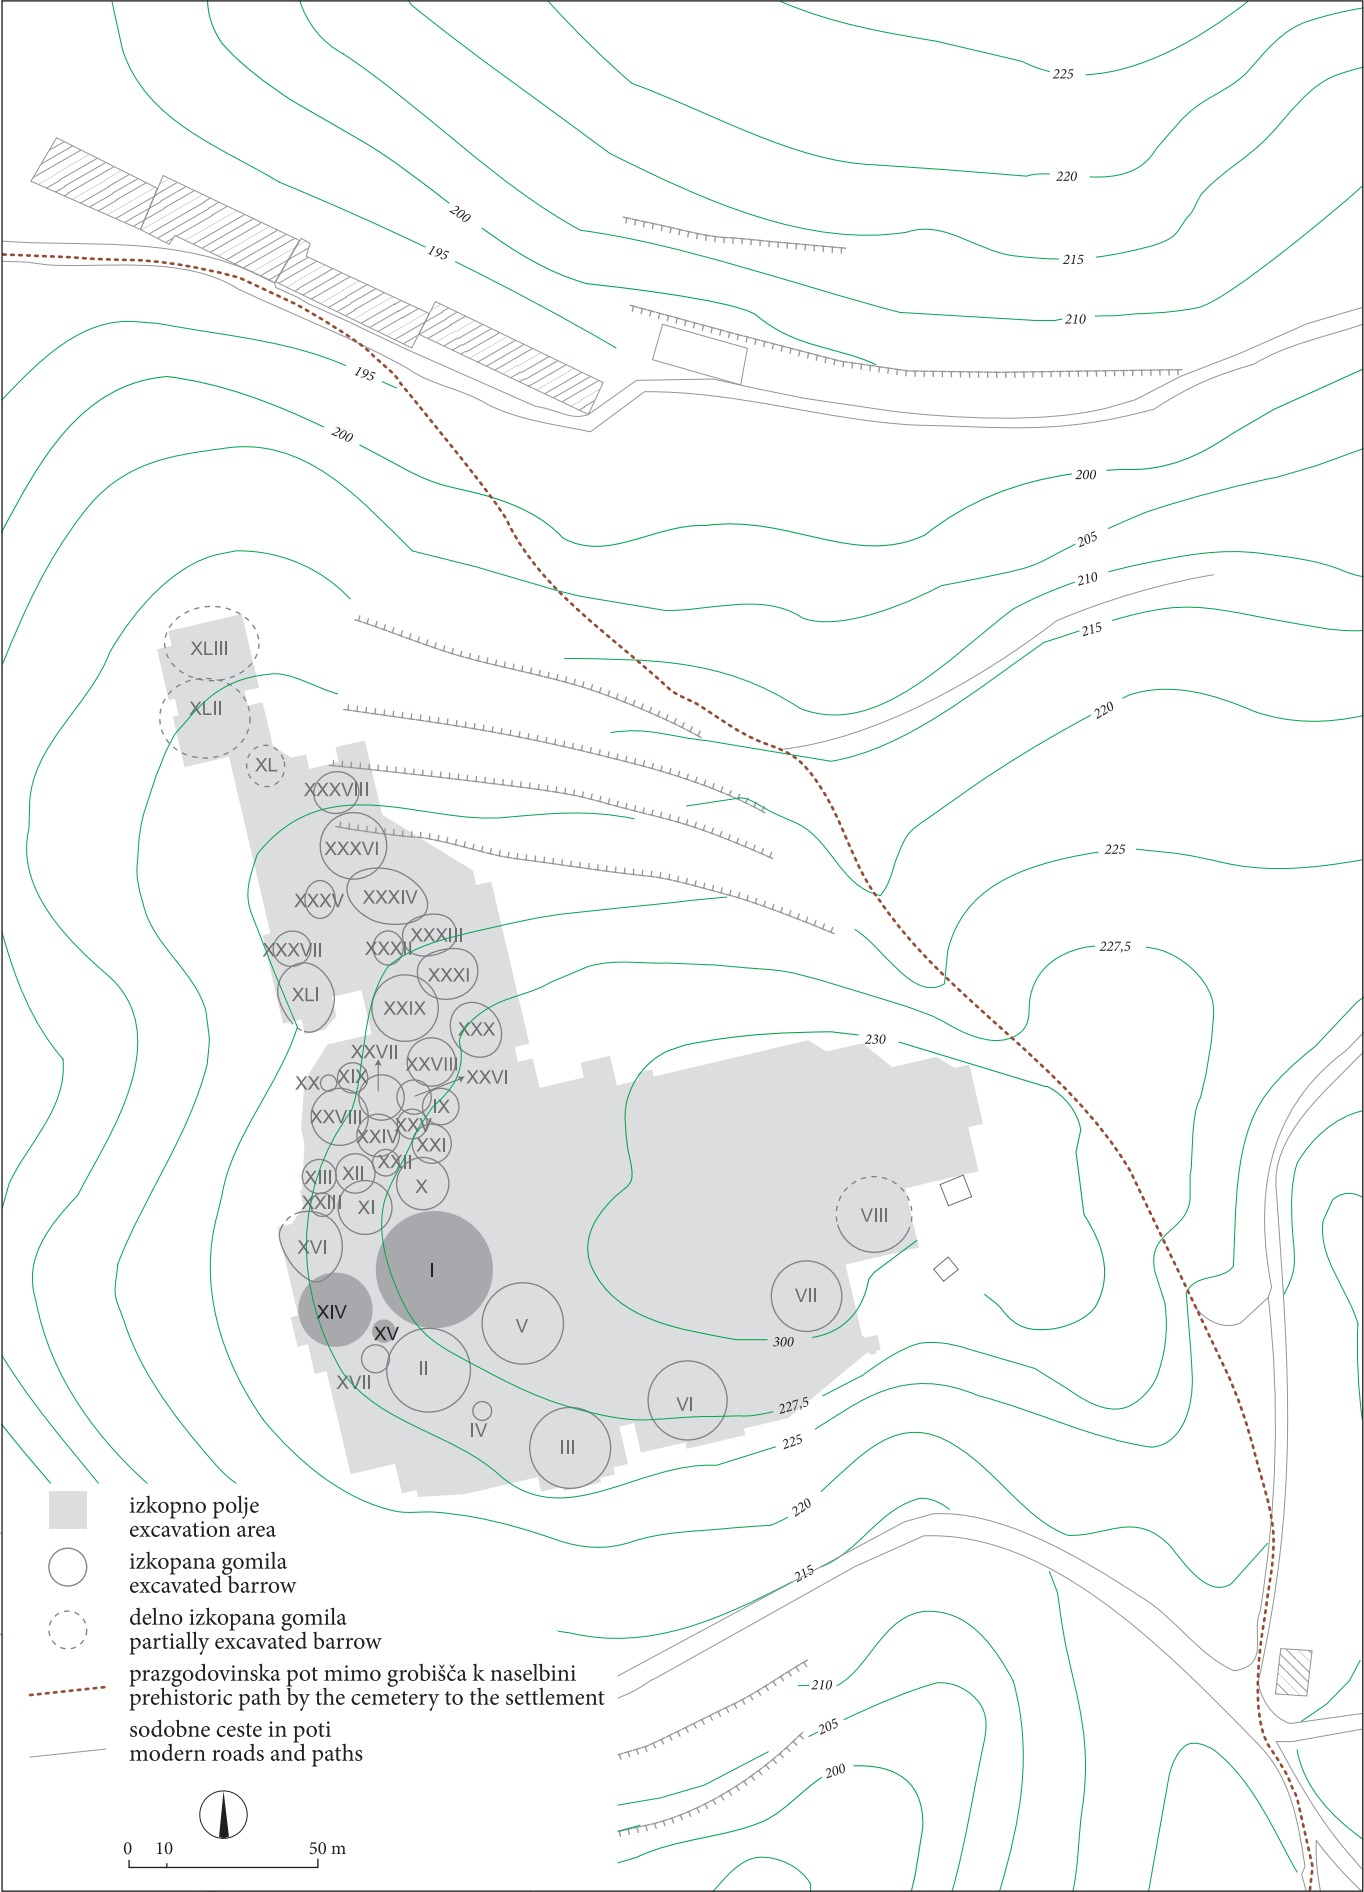 225
220
200
215
195
210
195
200
200
205
210
215
XLIII
XLII
220
XL
XXXVIII
XXXVI
225
XXXV
XXXIV
XXXIII
XXXVII
XXXII
227,5
XXXI
XLI
XXIX
XXX
230
XXVII
XXVIII
XX
XIX
XXVI
IX
XXVIII
XXV
XXIV
XXI
XXII
XIII
XII
X
XXIII
XI
VIII
XVI
I
VII
XIV
XV
V
300
II
XVII
VI
227,5
IV
225
III
220
izkopno polje
excavation area
izkopana gomila
excavated barrow
215
delno izkopana gomila
partially excavated barrow
prazgodovinska pot mimo grobišča k naselbini
prehistoric path by the cemetery to the settlement
210
205
sodobne ceste in poti
modern roads and paths
200
0 10 50 m